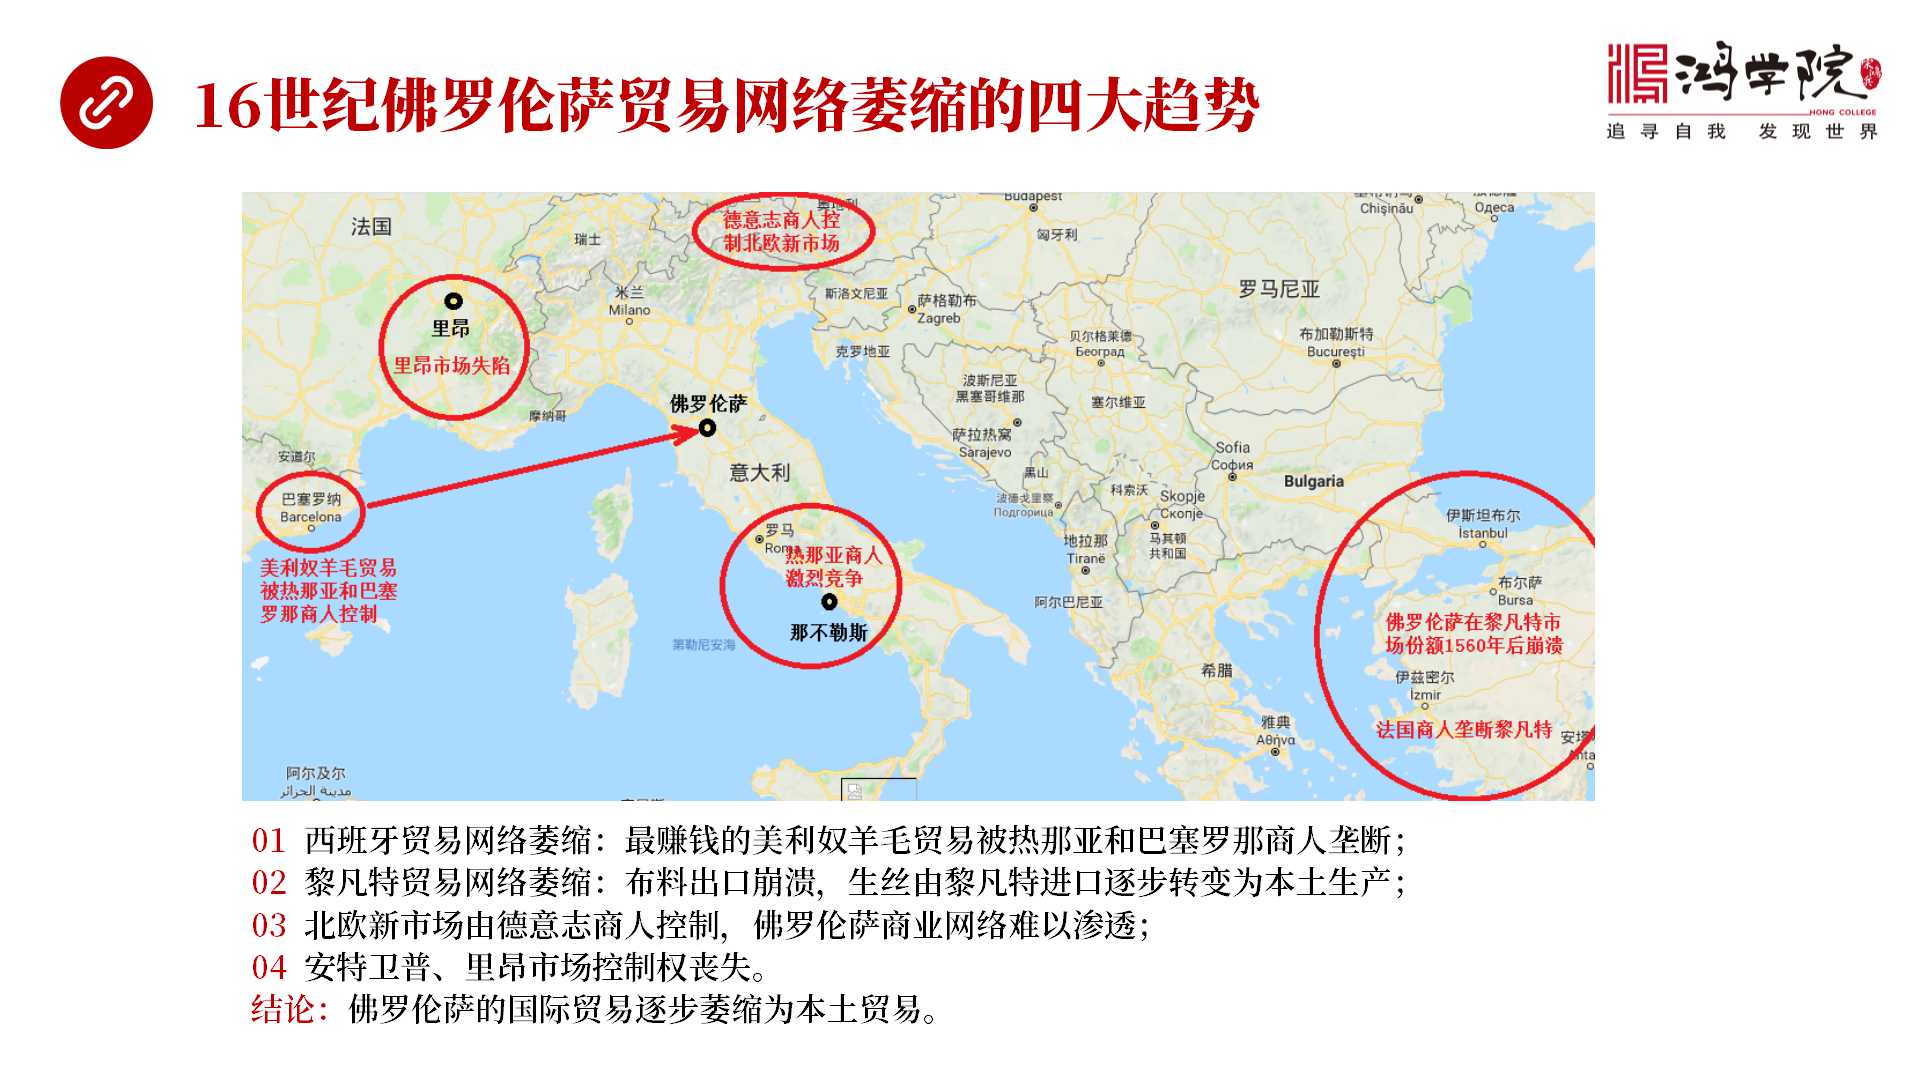 16世纪佛罗伦萨贸易网络萎缩的四大趋势
鸿学院
HONG COLLEGE
追寻自我 发现世界
法国
瑞士
奥地利
德意志商人控
制北欧新市场
Budapest
匈牙利
Chișinău
Одеса
米兰
Milano
斯洛文尼亚
萨格勒布
Zagreb
罗马尼亚
里昂
里昂市场失陷
克罗地亚
贝尔格莱德
Београд
布加勒斯特
București
波斯尼亚
黑塞哥维那
塞尔维亚
摩纳哥
佛罗伦萨
萨拉热窝
Sarajevo
Sofia
София
安道尔
意大利
黑山
科索沃
Bulgaria
巴塞罗纳
Barcelona
波德戈里察
Подгорица
Skopje
Скопје
伊斯坦布尔
İstanbul
罗马
Roma
热那亚商人
激烈竞争
地拉那
Tiranë
马其顿
共和国
美利奴羊毛贸易
被热那亚和巴塞
罗那商人控制
布尔萨
Bursa
阿尔巴尼亚
那不勒斯
第勒尼安海
佛罗伦萨在黎凡特市
场份额1560年后崩溃
希腊
伊兹密尔
İzmir
雅典
Αθήνα
法国商人垄断黎凡特
阿尔及尔
مدينة الجزائر
01 西班牙贸易网络萎缩：最赚钱的美利奴羊毛贸易被热那亚和巴塞罗那商人垄断；
02 黎凡特贸易网络萎缩：布料出口崩溃，生丝由黎凡特进口逐步转变为本土生产；
03 北欧新市场由德意志商人控制，佛罗伦萨商业网络难以渗透；
04 安特卫普、里昂市场控制权丧失。
结论：佛罗伦萨的国际贸易逐步萎缩为本土贸易。